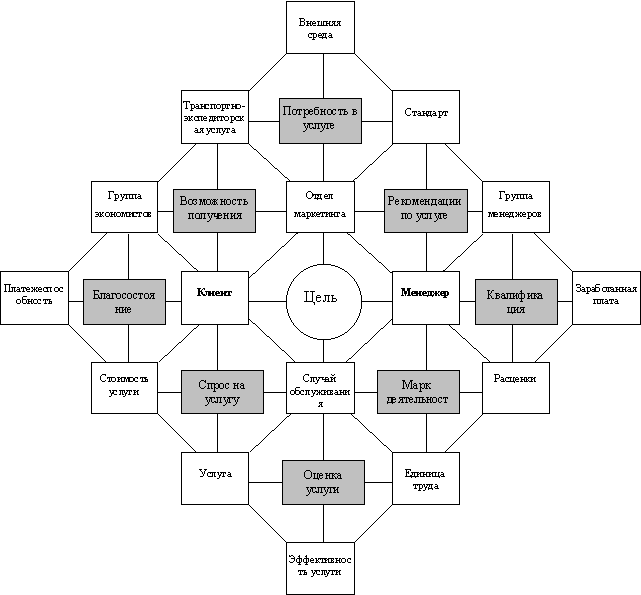 Внешняя
среда
Транспортно-
экспедиторск
ая услуга
Потребность в
услуге
Стандарт
Группа
экономистов
Возможность
получения
Отдел
маркетинга
Рекомендации
по услуге
Группа
менеджеров
Платежеспос
обность
Благосостоя
ние
Клиент
Цель
Менеджер
Квалифика
ция
Заработанная
плата
Стоимость
услуги
Спрос на
услугу
Случай
обслуживани
я
Марк
деятельност
Расценки
Услуга
Оценка
услуги
Единица
труда
Эффективнос
ть услуги